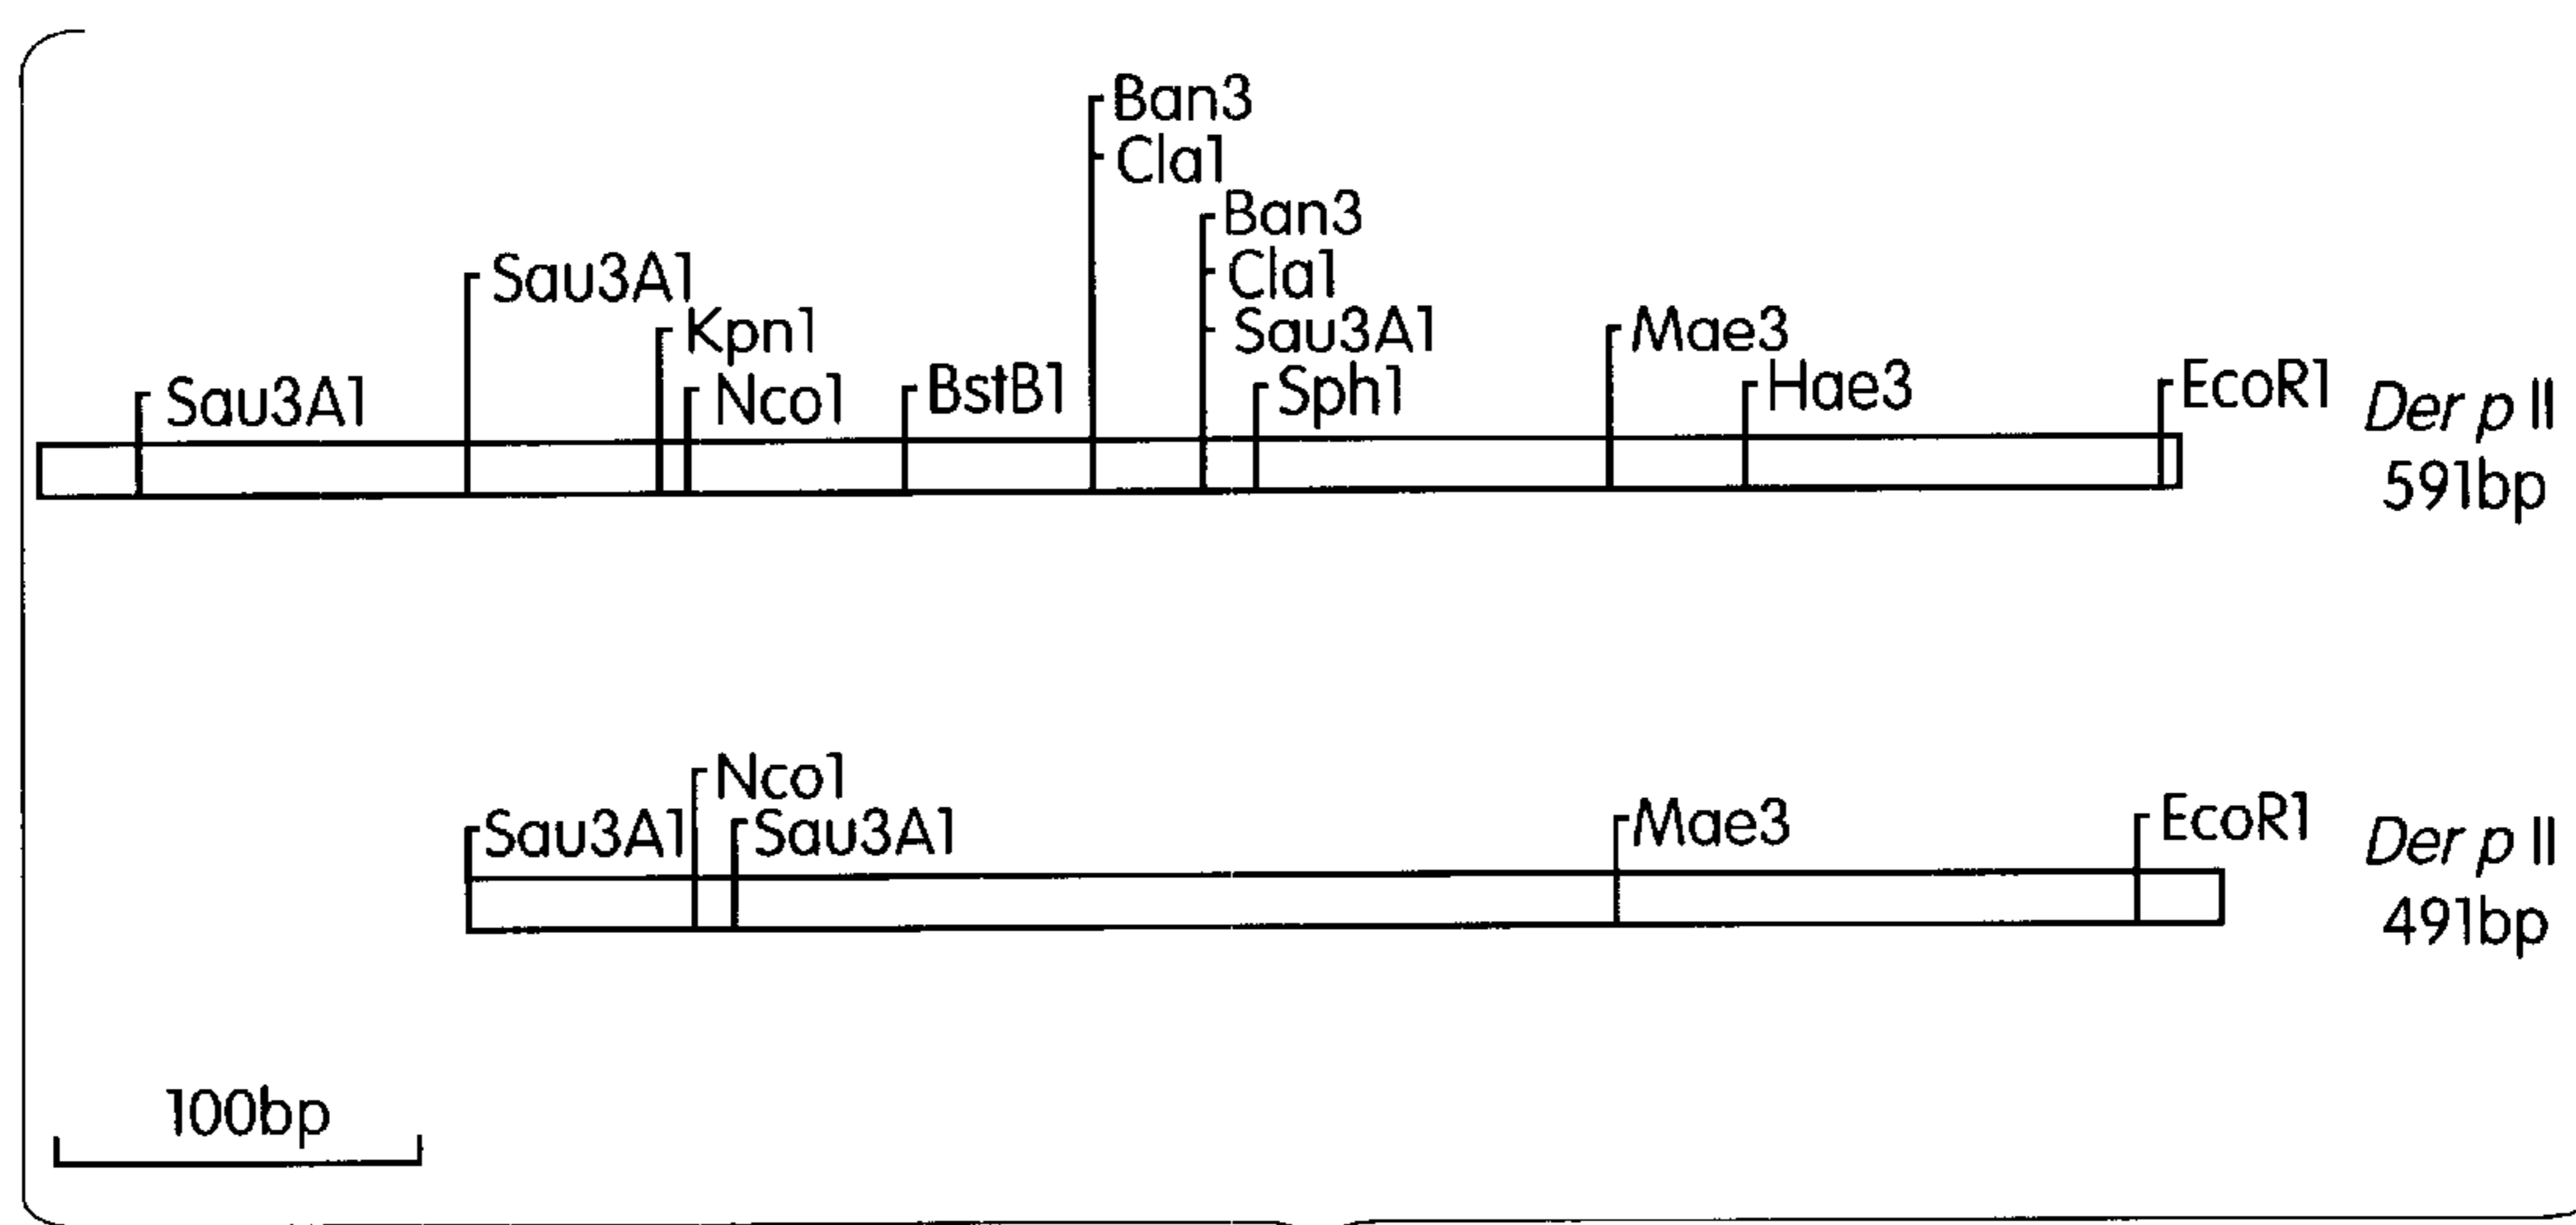 Ban3
Cla1
Ban3
Sau3A1
Cla1
Kpn1
Sau3A1
Mae3
Sau3A1
Nco1
BstB1
Sph1
Hae3
EcoR1
Der p II
591bp
Nco1
Sau3A1
Sau3A1
Mae3
EcoR1
Der p II
491bp
100bp